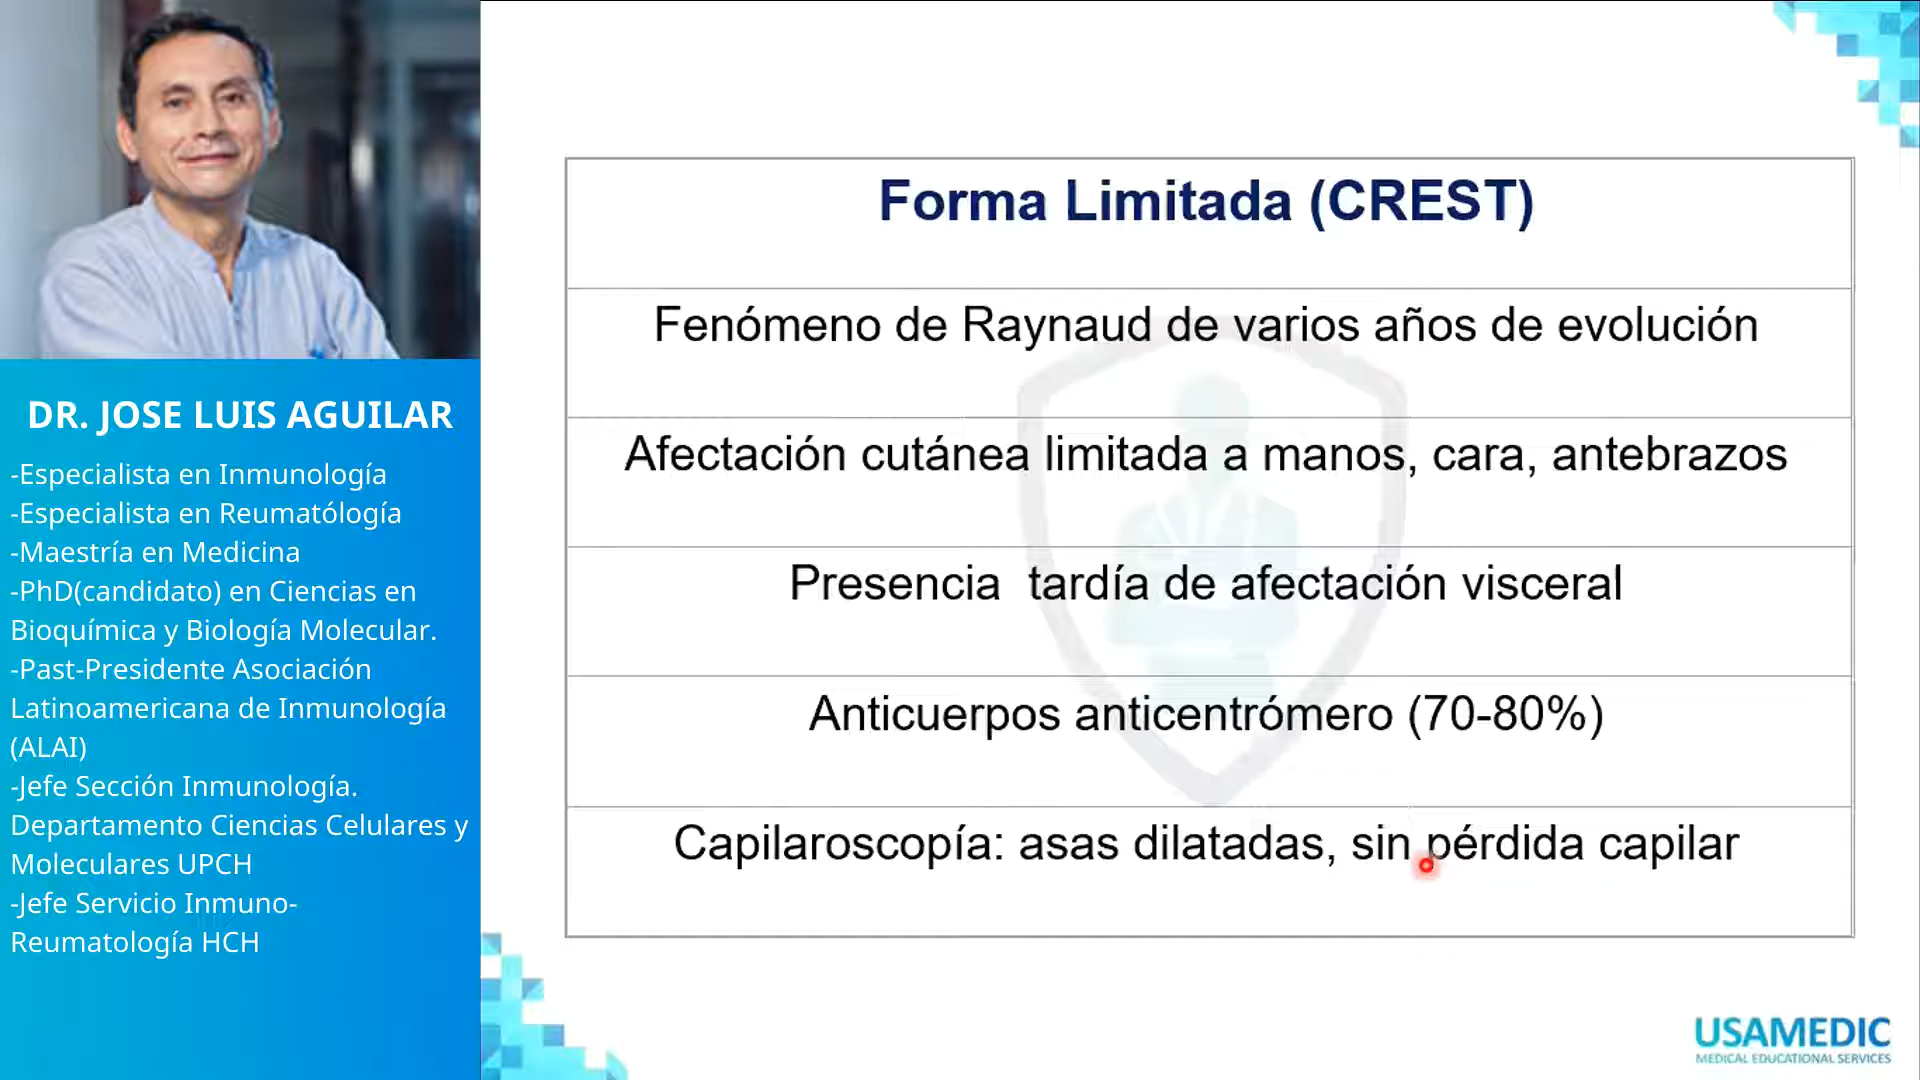 DR. JOSE LUIS AGUILAR
-Especialista en Inmunología
-Especialista en Reumatólogía
-Maestría en Medicina
-PhD(candidato) en Ciencias en
Bioquímica y Biología Molecular.
-Past-Presidente Asociación
Latinoamericana de Inmunología
(ALAI)
-Jefe Sección Inmunología.
Departamento Ciencias Celulares y
Moleculares UPCH
-Jefe Servicio Inmuno-
Reumatología HCH
Forma Limitada (CREST)
Fenómeno de Raynaud de varios años de evolución
Afectación cutánea limitada a manos, cara, antebrazos
Presencia tardía de afectación visceral
Anticuerpos anticentrómero (70-80%)
Capilaroscopía: asas dilatadas, sin pérdida capilar
USAMEDIC
MEDICAL EDUCATIONAL SERVICES